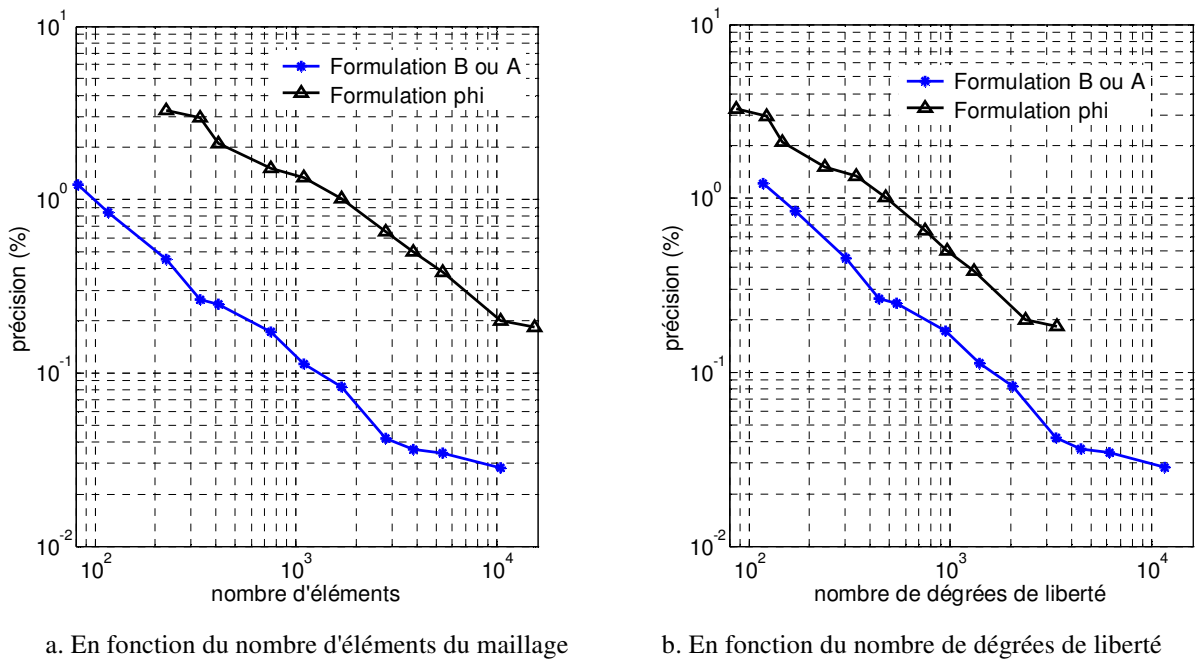 10^1
10^0
10^-1
10^-2
précision (%)
Formulation B ou A
Formulation phi
10^2
10^3
10^4
nombre d'éléments
a. En fonction du nombre d'éléments du maillage
10^1
10^0
10^-1
10^-2
précision (%)
Formulation B ou A
Formulation phi
10^2
10^3
10^4
nombre de dégrées de liberté
b. En fonction du nombre de dégrées de liberté